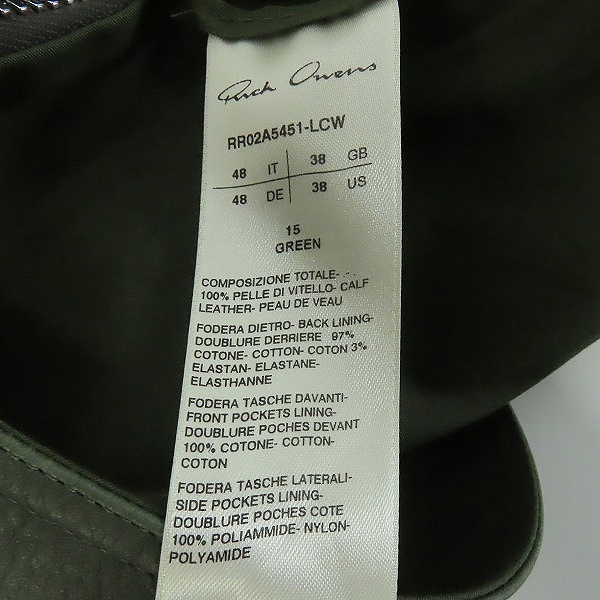 Rick Owens
RR02A5451-LCW
48 IT 38 GB
48 DE 38 US
15
GREEN
COMPOSIZIONE TOTALE- - -
100% PELLE DI VITELLO- CALF
LEATHER- PEAU DE VEAU
FODERA DIETRO- BACK LINING-
DOUBLURE DERRIERE 97%
COTONE- COTTON- COTON 3%
ELASTAN- ELASTANE-
ELASTHANNE
FODERA TASCHE DAVANTI-
FRONT POCKETS LINING-
DOUBLURE POCHES DEVANT
100% COTONE- COTTON-
COTON
FODERA TASCHE LATERALI-
SIDE POCKETS LINING-
DOUBLURE POCHES COTE
100% POLIAMMIDE- NYLON-
POLYAMIDE